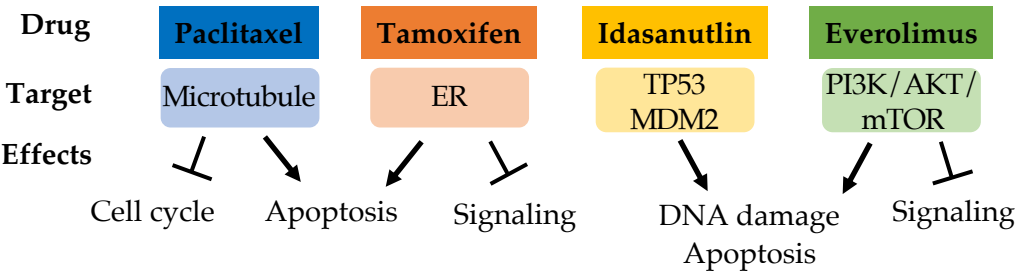 Drug Paclitaxel Tamoxifen Idasanutlin Everolimus
Target Microtubule ER TP53 MDM2 PI3K/AKT/ mTOR
Effects
Cell cycle Apoptosis Signaling DNA damage Apoptosis Signaling